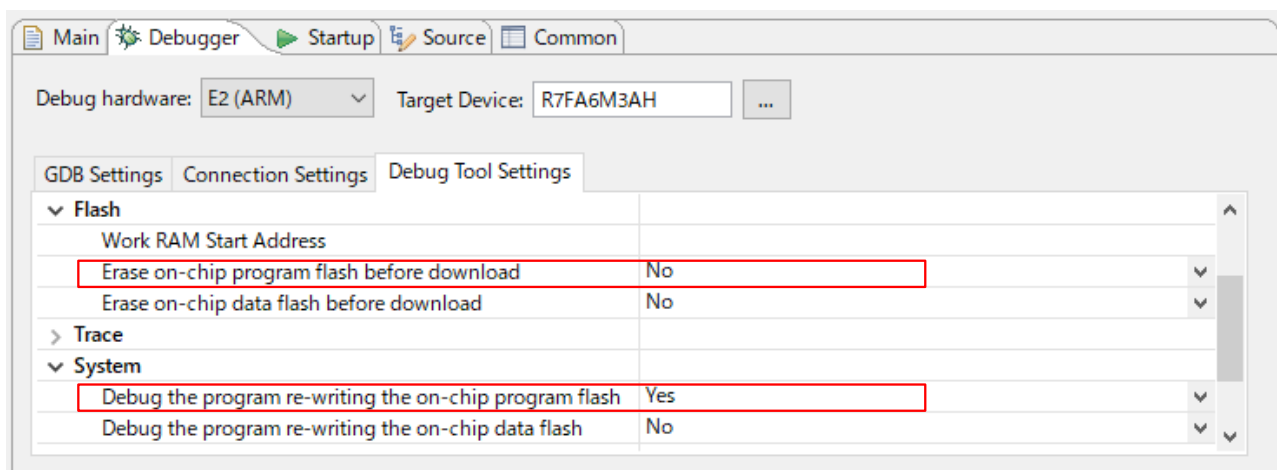 Main Debugger Startup Source Common
Debug hardware: E2 (ARM) Target Device: R7FA6M3AH ...
GDB Settings Connection Settings Debug Tool Settings
Flash
Work RAM Start Address
Erase on-chip program flash before download No
Erase on-chip data flash before download No
Trace
System
Debug the program re-writing the on-chip program flash Yes
Debug the program re-writing the on-chip data flash No